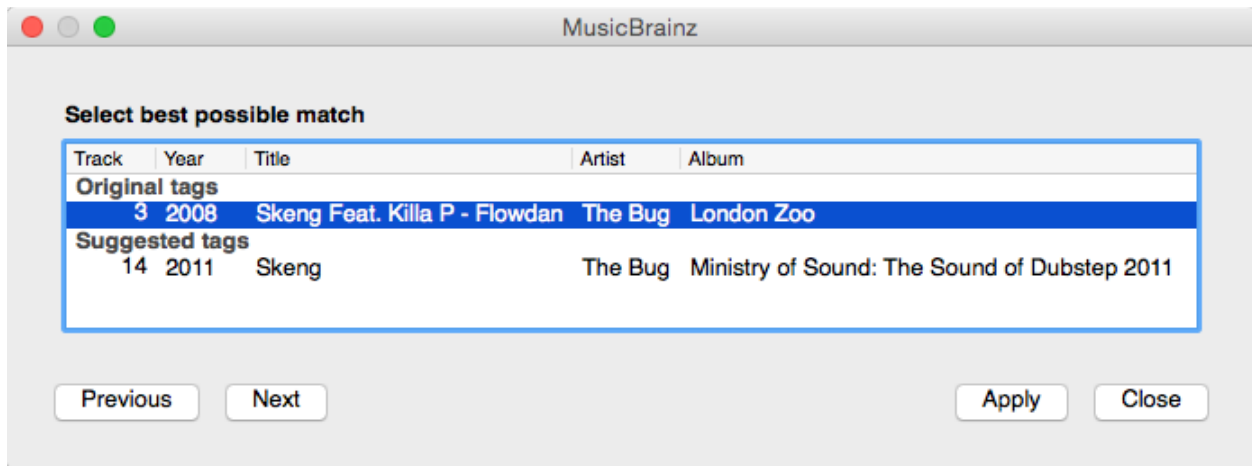 MusicBrainz
Select best possible match
Track Year Title Artist Album
Original tags
3 2008 Skeng Feat. Killa P - Flowdan The Bug London Zoo
Suggested tags
14 2011 Skeng The Bug Ministry of Sound: The Sound of Dubstep 2011
Previous Next Apply Close